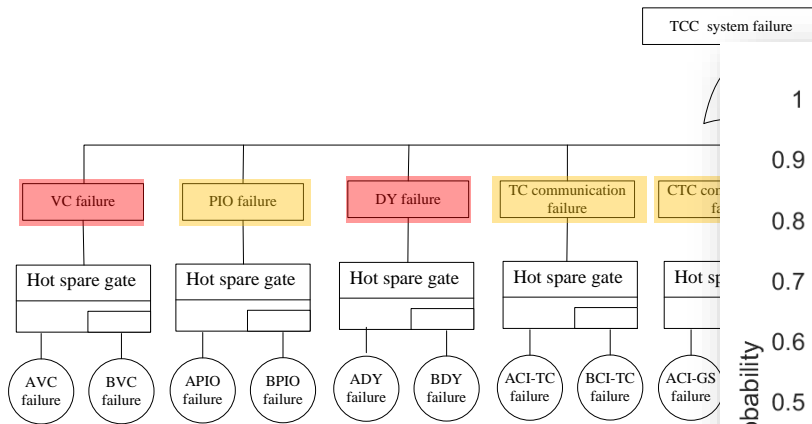 TCC system failure
VC failure
PIO failure
DY failure
TC communication
failure
CTC
Hot spare gate
Hot spare gate
Hot spare gate
Hot spare gate
Hot
AVC
failure
BVC
failure
APIO
failure
BPIO
failure
ADY
failure
BDY
failure
ACI-TC
failure
BCI-TC
failure
ACI-GS
failure
1
0.9
0.8
0.7
0.6
0.5